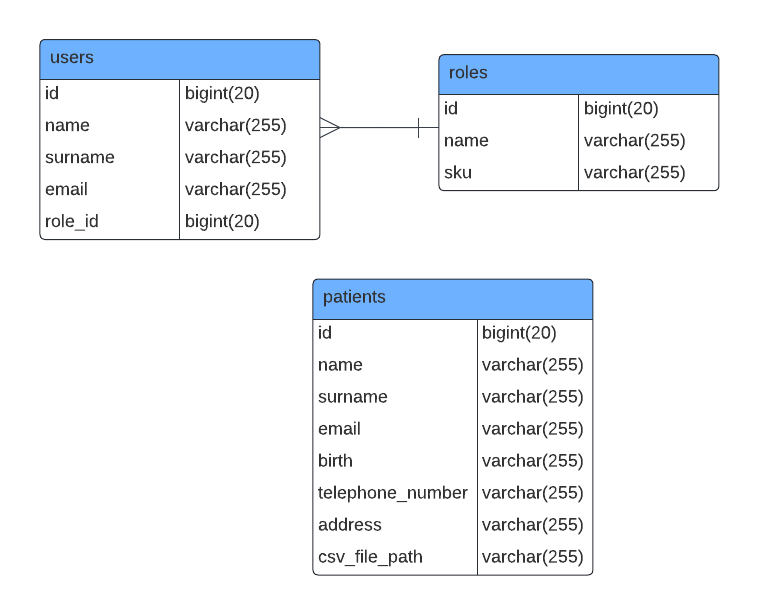 users
id bigint(20)
name varchar(255)
surname varchar(255)
email varchar(255)
role_id bigint(20)
roles
id bigint(20)
name varchar(255)
sku varchar(255)
patients
id bigint(20)
name varchar(255)
surname varchar(255)
email varchar(255)
birth varchar(255)
telephone_number varchar(255)
address varchar(255)
csv_file_path varchar(255)